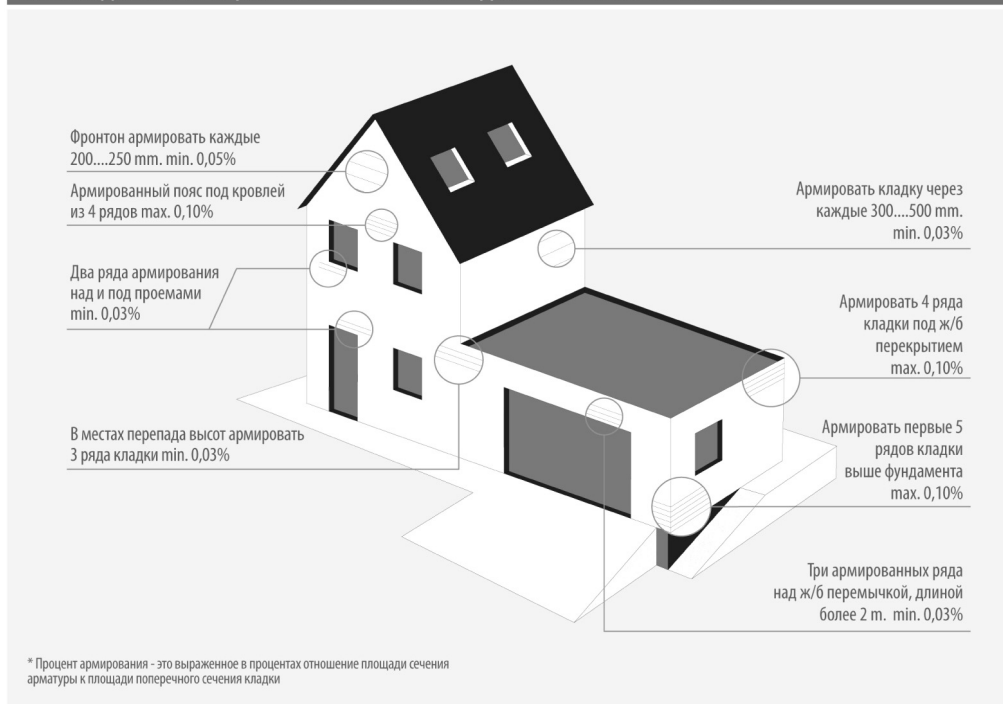 Фронтон армировать каждые
200....250 mm. min. 0,05%
Армированный пояс под кровлей
из 4 рядов max. 0,10%
Два ряда армирования
над и под проемами
min. 0,03%
В местах перепада высот армировать
3 ряда кладки min. 0,03%
Армировать кладку через
каждые 300....500 mm.
min. 0,03%
Армировать 4 ряда
кладки под ж/б
перекрытием
max. 0,10%
Армировать первые 5
рядов кладки
выше фундамента
max. 0,10%
Три армированных ряда
над ж/б перемычкой, длиной
более 2 m. min. 0,03%
* Процент армирования - это выраженное в процентах отношение площади сечения
арматуры к площади поперечного сечения кладки